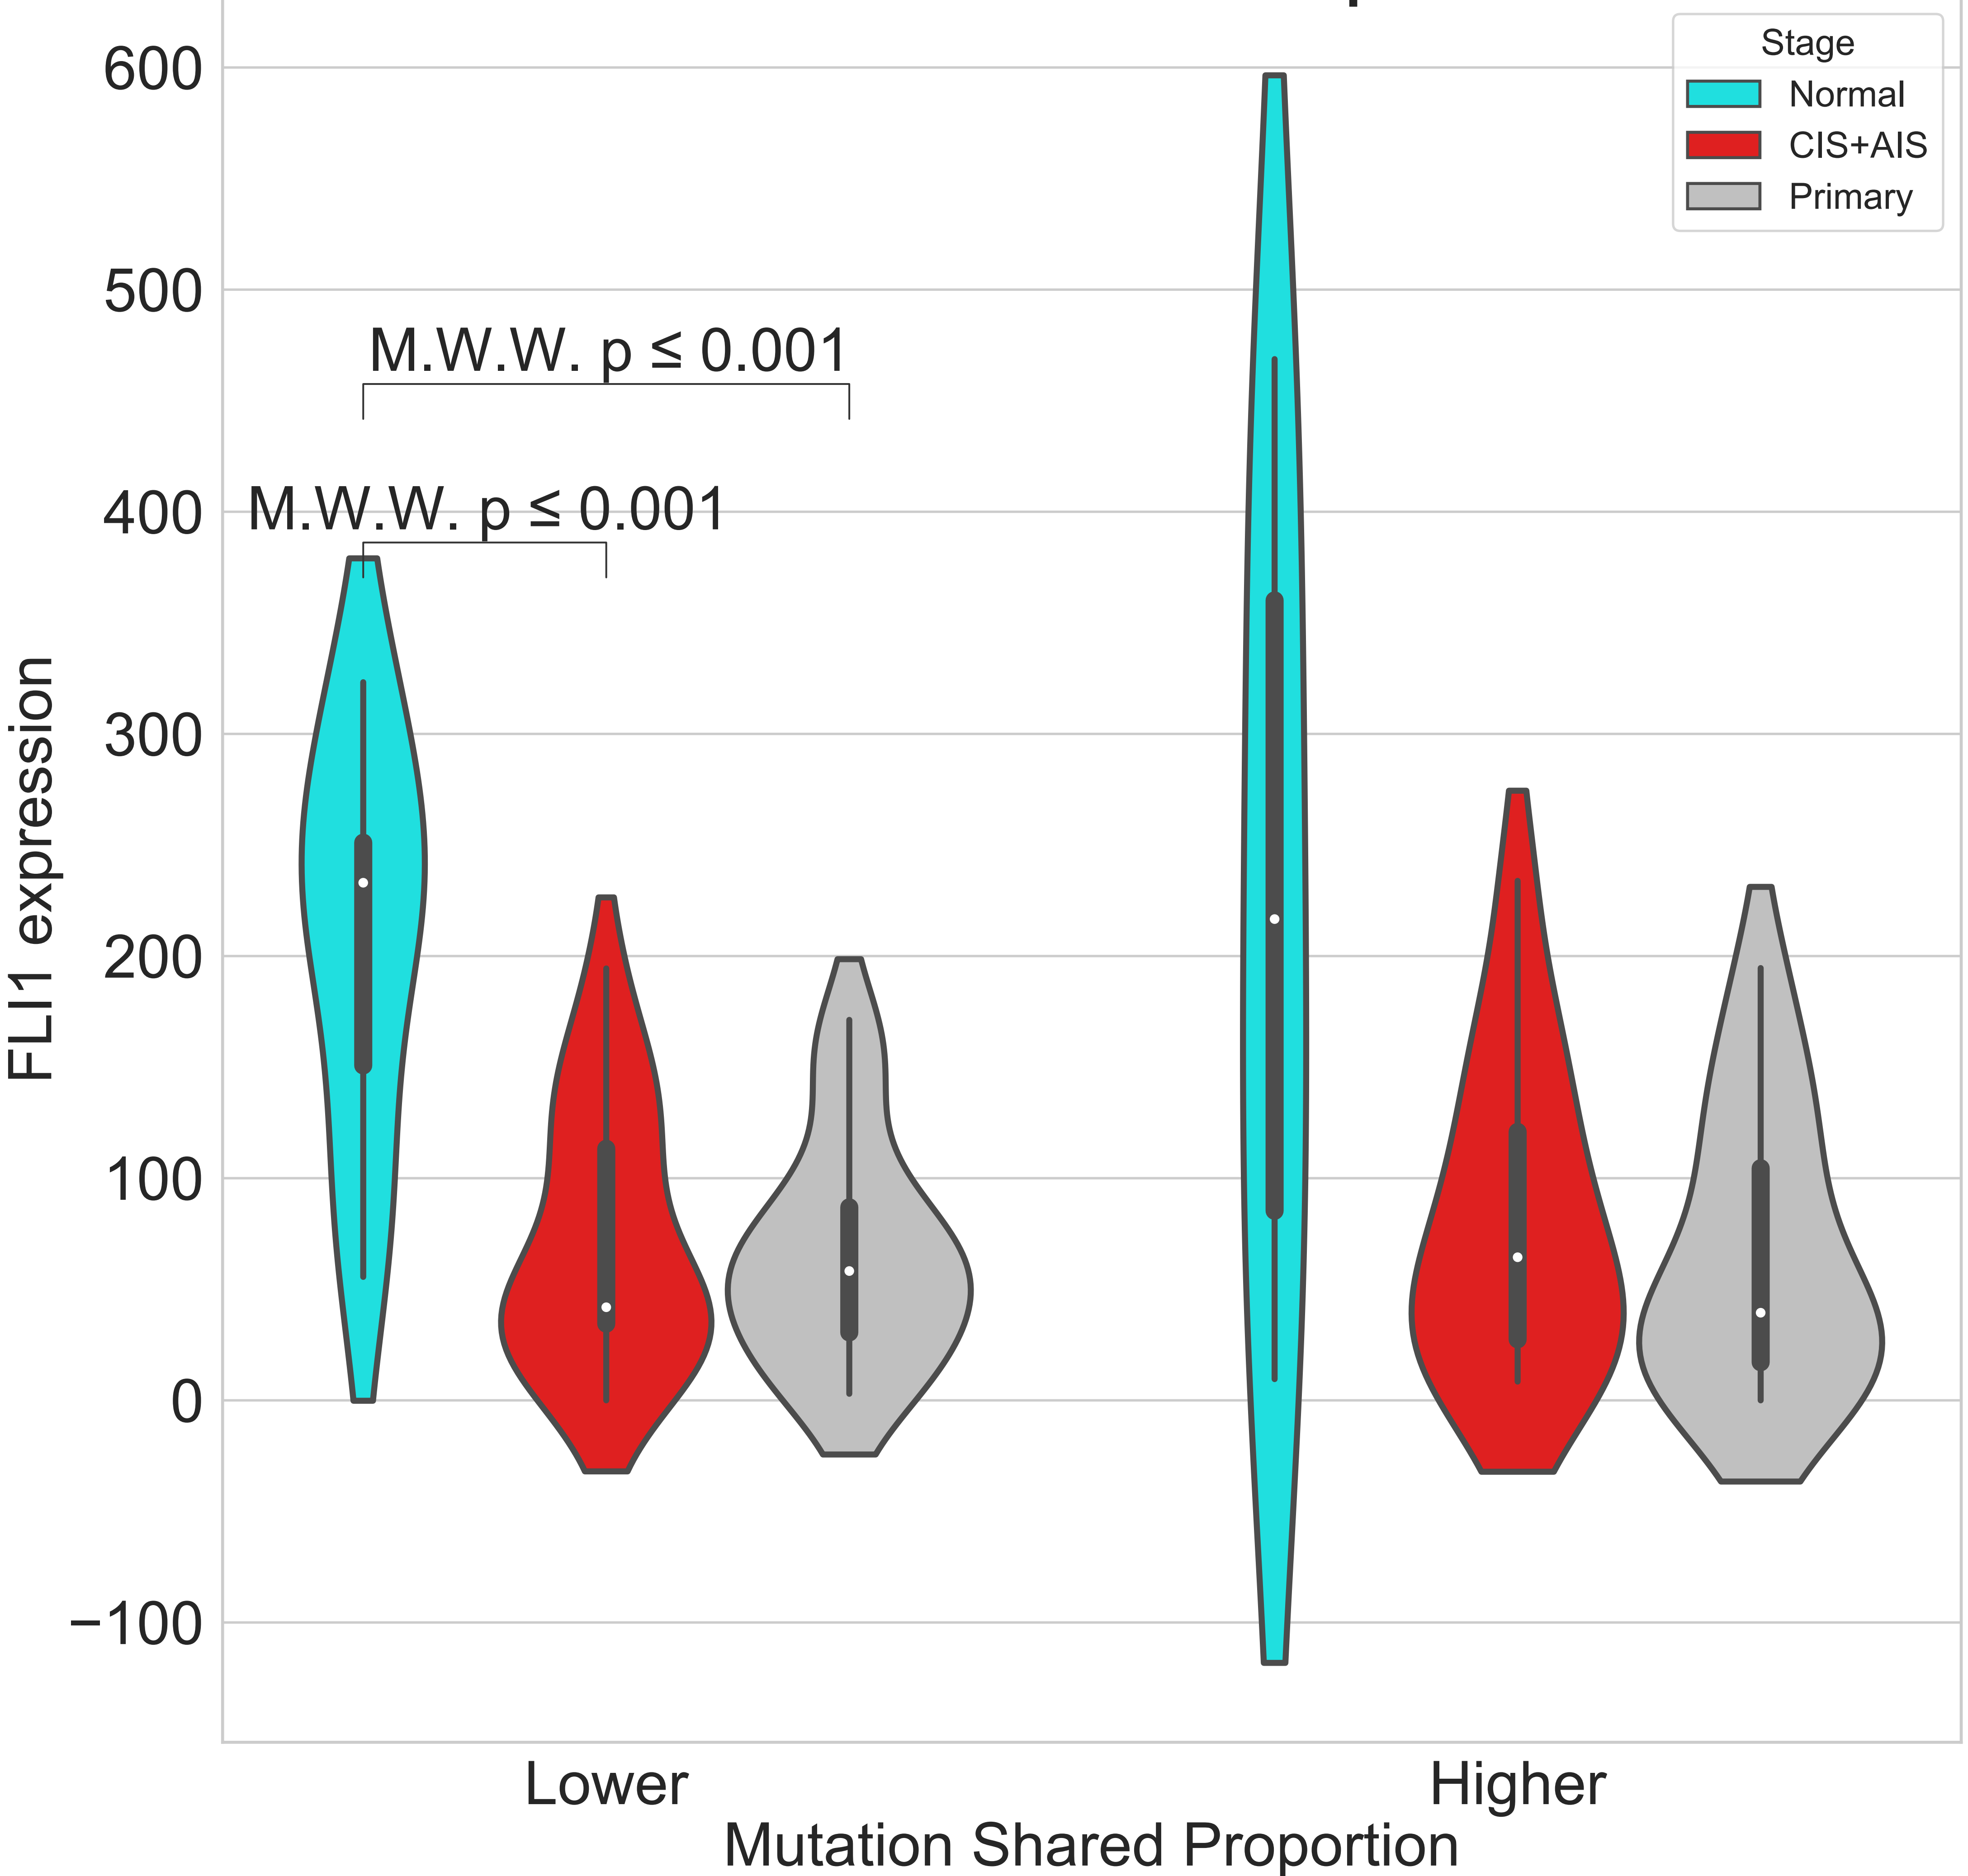 Stage
Normal
CIS+AIS
Primary
600
500
400
300
200
100
0
−100
FLI1 expression
M.W.W. p ≤ 0.001
M.W.W. p ≤ 0.001
Lower
Higher
Mutation Shared Proportion